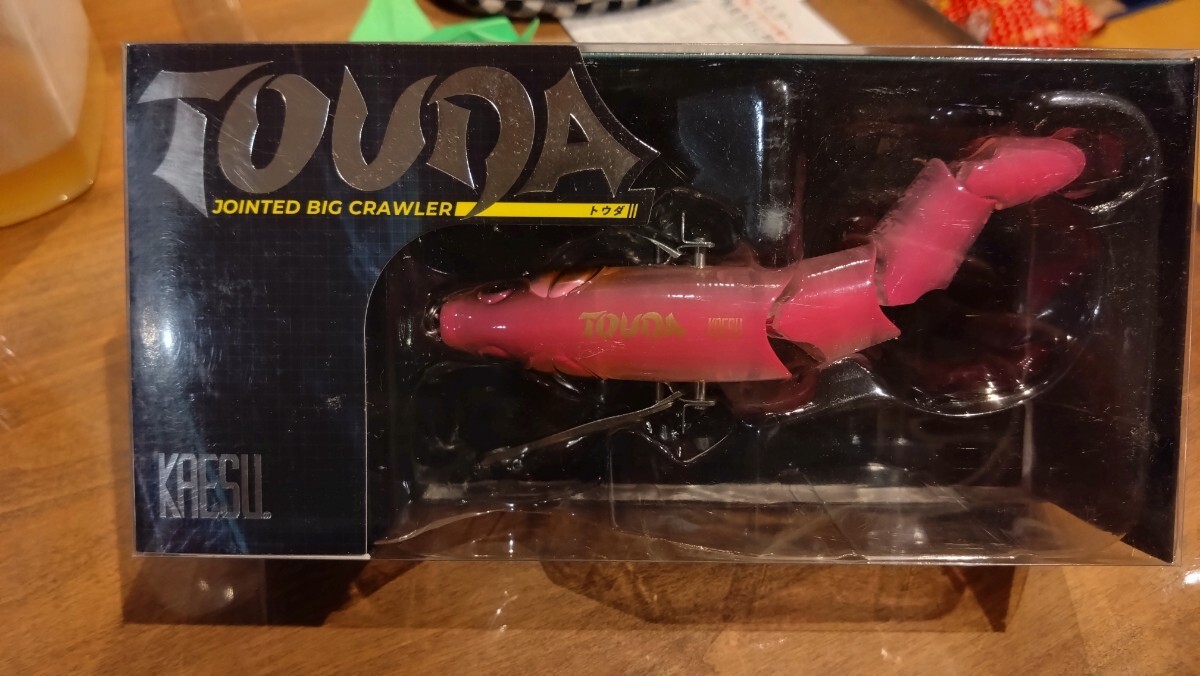 TOUDA
JOINTED BIG CRAWLER
トウダ
TOUDA KAESU
KAESU